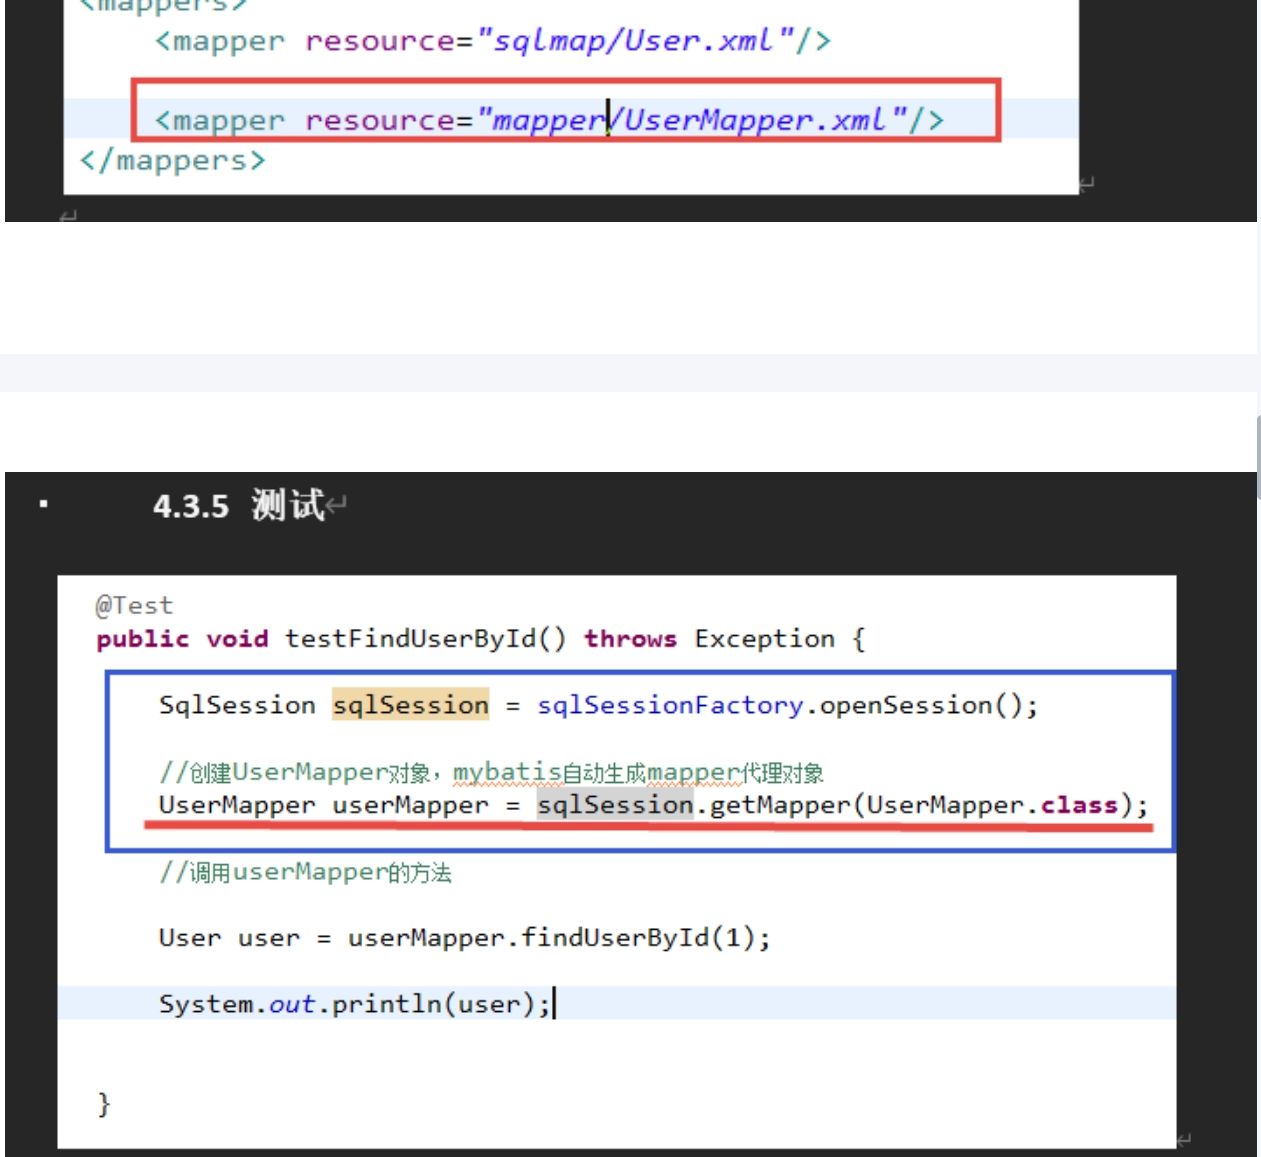 <mappers>
<mapper resource="sqlmap/User.xml"/>
<mapper resource="mapper/UserMapper.xml"/>
</mappers>
4.3.5 测试
@Test
public void testFindUserById() throws Exception {
SqlSession sqlSession = sqlSessionFactory.openSession();
//创建UserMapper对象，mybatis自动生成mapper代理对象
UserMapper userMapper = sqlSession.getMapper(UserMapper.class);
//调用userMapper的方法
User user = userMapper.findUserById(1);
System.out.println(user);
}